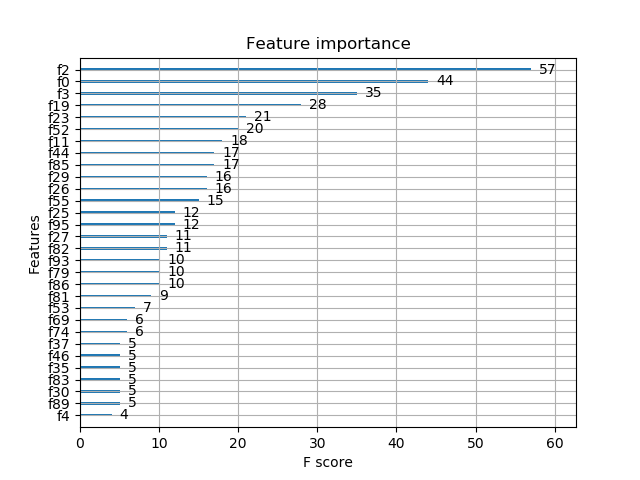 Feature importance
f2 57
f0 44
f3 35
f19 28
f23 21
f52 20
f11 18
f44 17
f85 17
f29 16
f26 16
f55 15
f25 12
f95 12
f27 11
f82 11
f93 10
f79 10
f86 10
f81 9
f53 7
f69 6
f74 6
f37 5
f46 5
f35 5
f83 5
f30 5
f89 5
f4 4
Features
0 10 20 30 40 50 60
F score